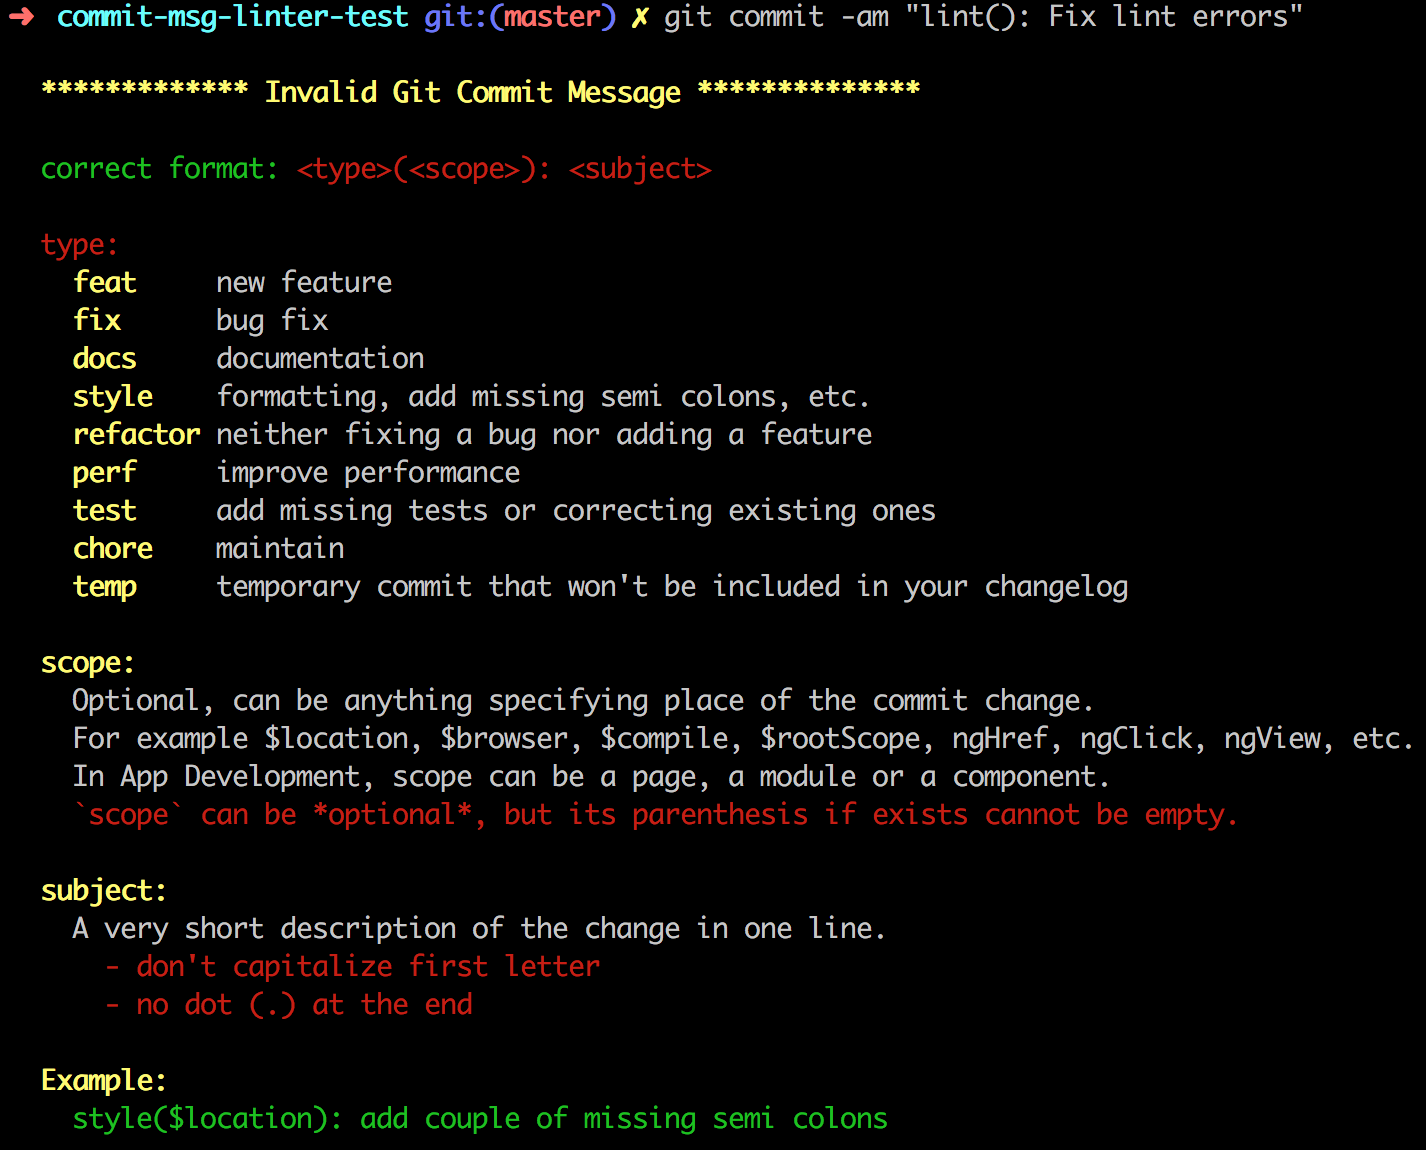 ➜  commit-msg-linter-test git:(master) ✗ git commit -am "lint(): Fix lint errors"
************* Invalid Git Commit Message **************
correct format: <type>(<scope>): <subject>
type:
feat     new feature
fix      bug fix
docs     documentation
style    formatting, add missing semi colons, etc.
refactor neither fixing a bug nor adding a feature
perf     improve performance
test     add missing tests or correcting existing ones
chore    maintain
temp     temporary commit that won't be included in your changelog
scope:
Optional, can be anything specifying place of the commit change.
For example $location, $browser, $compile, $rootScope, ngHref, ngClick, ngView, etc.
In App Development, scope can be a page, a module or a component.
`scope` can be *optional*, but its parenthesis if exists cannot be empty.
subject:
A very short description of the change in one line.
- don't capitalize first letter
- no dot (.) at the end
Example:
style($location): add couple of missing semi colons